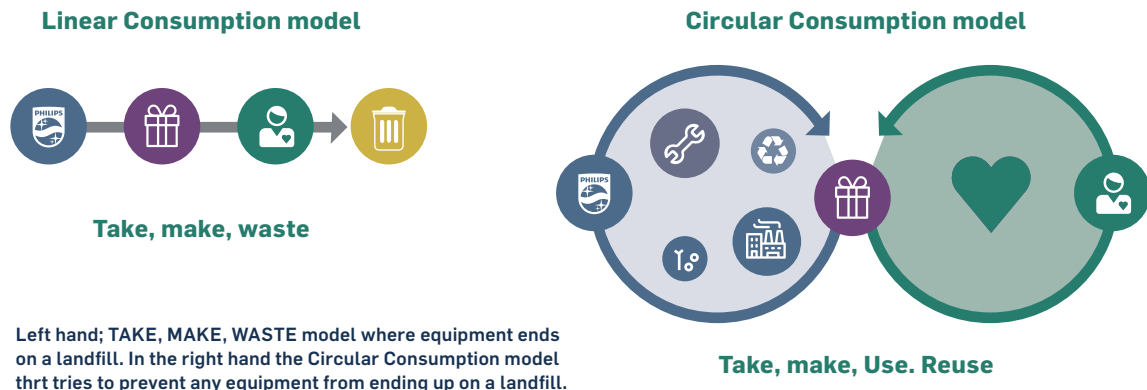 Linear Consumption model
Circular Consumption model
PHILIPS
PHILIPS
Take, make, waste
Left hand; TAKE, MAKE, WASTE model where equipment ends
on a landfill. In the right hand the Circular Consumption model
thrt tries to prevent any equipment from ending up on a landfill.
Take, make, Use. Reuse